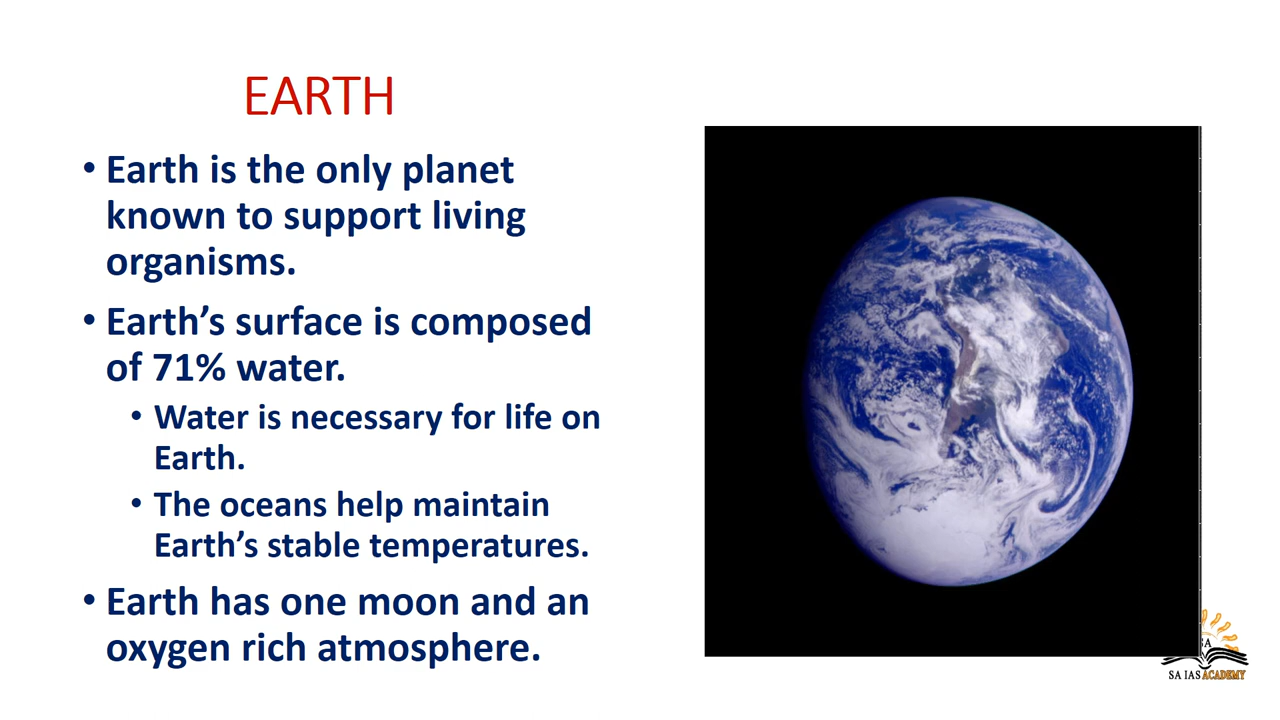 EARTH
• Earth is the only planet
known to support living
organisms.
• Earth’s surface is composed
of 71% water.
• Water is necessary for life on
Earth.
• The oceans help maintain
Earth’s stable temperatures.
• Earth has one moon and an
oxygen rich atmosphere.
SA
SA IAS ACADEMY